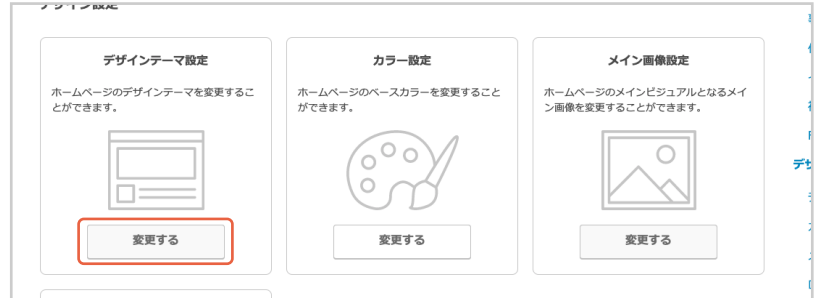 デザイン設定
デザインテーマ設定
ホームページのデザインテーマを変更するこ
とができます。
変更する
カラー設定
ホームページのベースカラーを変更すること
ができます。
変更する
メイン画像設定
ホームページのメインビジュアルとなるメイ
ン画像を変更することができます。
変更する